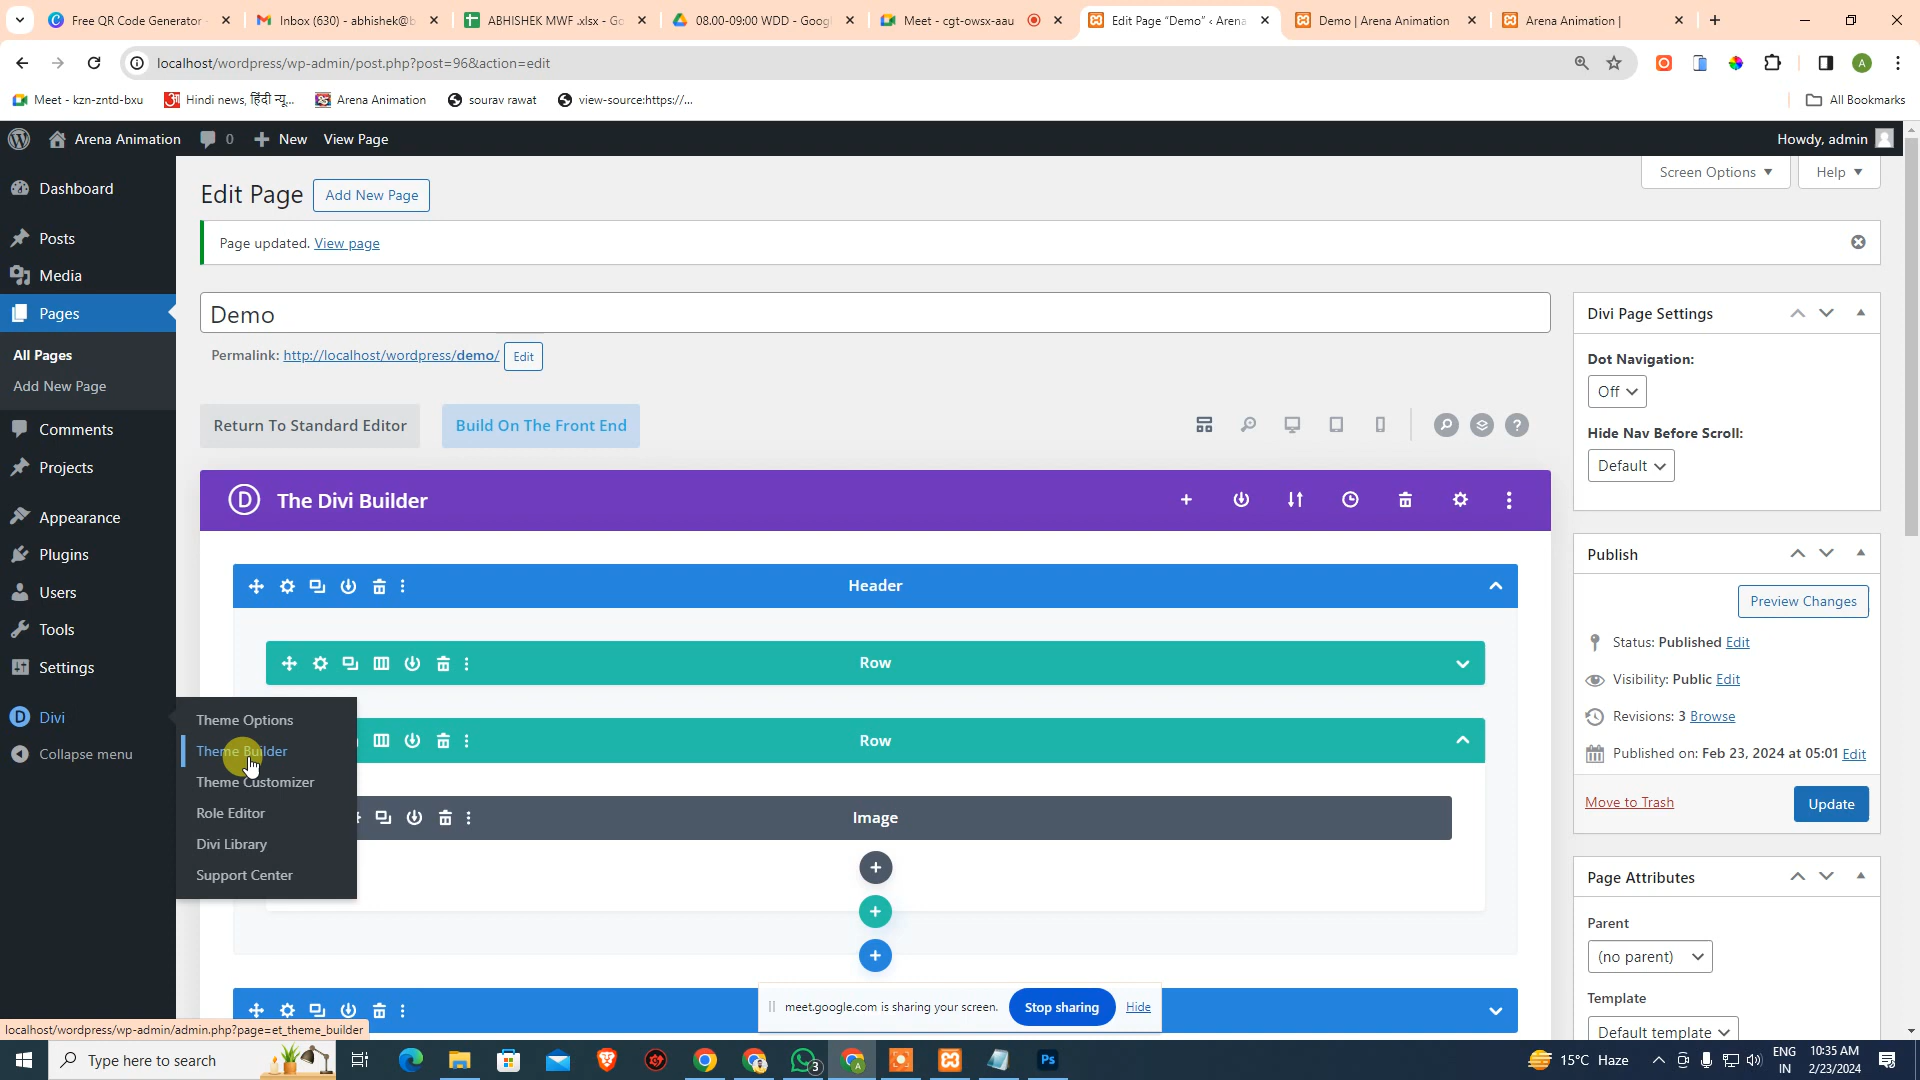 Free QR Code Generator
Inbox (630) - abhishek@b
ABHISHEK MWF .xlsx - Go
08.00-09:00 WDD - Googl
Meet - cgt-owsx-aau
Edit Page "Demo" ‹ Arena
Demo | Arena Animation
Arena Animation |
localhost/wordpress/wp-admin/post.php?post=96&action=edit
A
Meet - kzn-zntd-bxu
Hindi news, हिंदी न्यू...
Arena Animation
sourav rawat
view-source:https://...
All Bookmarks
Arena Animation
0
New
View Page
Howdy, admin
Dashboard
Posts
Media
Pages
All Pages
Add New Page
Comments
Projects
Appearance
Plugins
Users
Tools
Settings
Divi
Collapse menu
Theme Options
Theme Builder
Theme Customizer
Role Editor
Divi Library
Support Center
Screen Options
Help
Edit Page
Add New Page
Page updated. View page
Demo
Permalink: http://localhost/wordpress/demo/
Edit
Return To Standard Editor
Build On The Front End
D The Divi Builder
Header
Row
Row
Image
Divi Page Settings
Dot Navigation:
Off
Hide Nav Before Scroll:
Default
Publish
Preview Changes
Status: Published Edit
Visibility: Public Edit
Revisions: 3 Browse
Published on: Feb 23, 2024 at 05:01 Edit
Move to Trash
Update
Page Attributes
Parent
(no parent)
Template
Default template
meet.google.com is sharing your screen.
Stop sharing
Hide
localhost/wordpress/wp-admin/admin.php?page=et_theme_builder
Type here to search
3
A
Ps
15°C Haze
ENG
IN
10:35 AM
2/23/2024